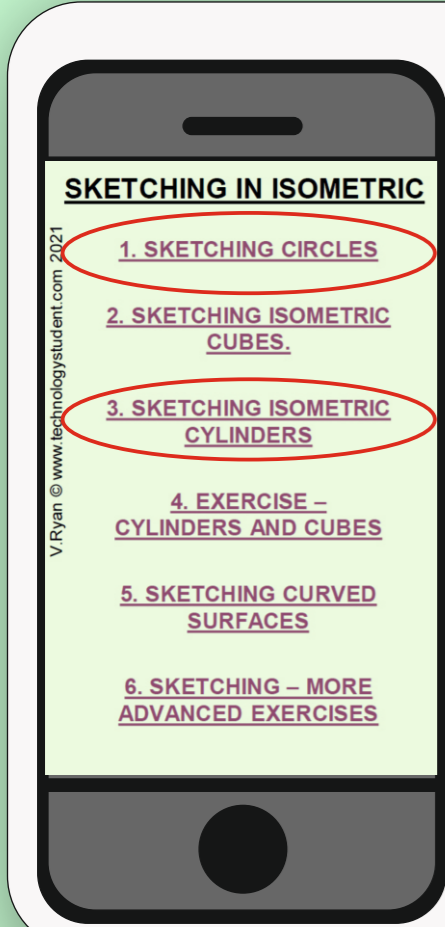 SKETCHING IN ISOMETRIC
V.Ryan © www.technologystudent.com 2021
1. SKETCHING CIRCLES
2. SKETCHING ISOMETRIC
CUBES.
3. SKETCHING ISOMETRIC
CYLINDERS
4. EXERCISE –
CYLINDERS AND CUBES
5. SKETCHING CURVED
SURFACES
6. SKETCHING – MORE
ADVANCED EXERCISES